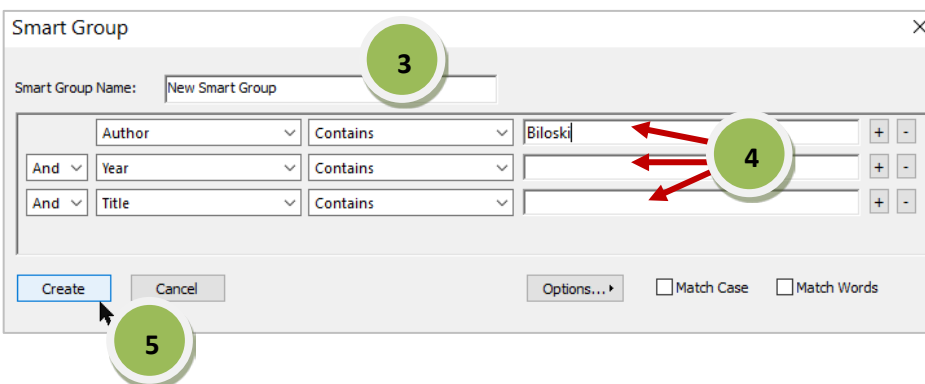 Smart Group
3
Smart Group Name: New Smart Group
Author Contains Biloski + -
4
And Year Contains + -
And Title Contains + -
Create Cancel Options... Match Case Match Words
5